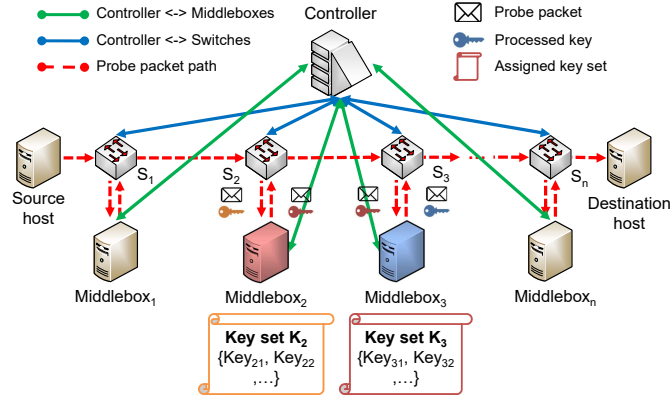 Controller <-> Middleboxes
Controller <-> Switches
Probe packet path
Controller
Probe packet
Processed key
Assigned key set
Source
host
S1
S2
S3
Sn
Destination
host
Middlebox1
Middlebox2
Middlebox3
Middleboxn
Key set K2
{Key21, Key22
,...}
Key set K3
{Key31, Key32
,...}